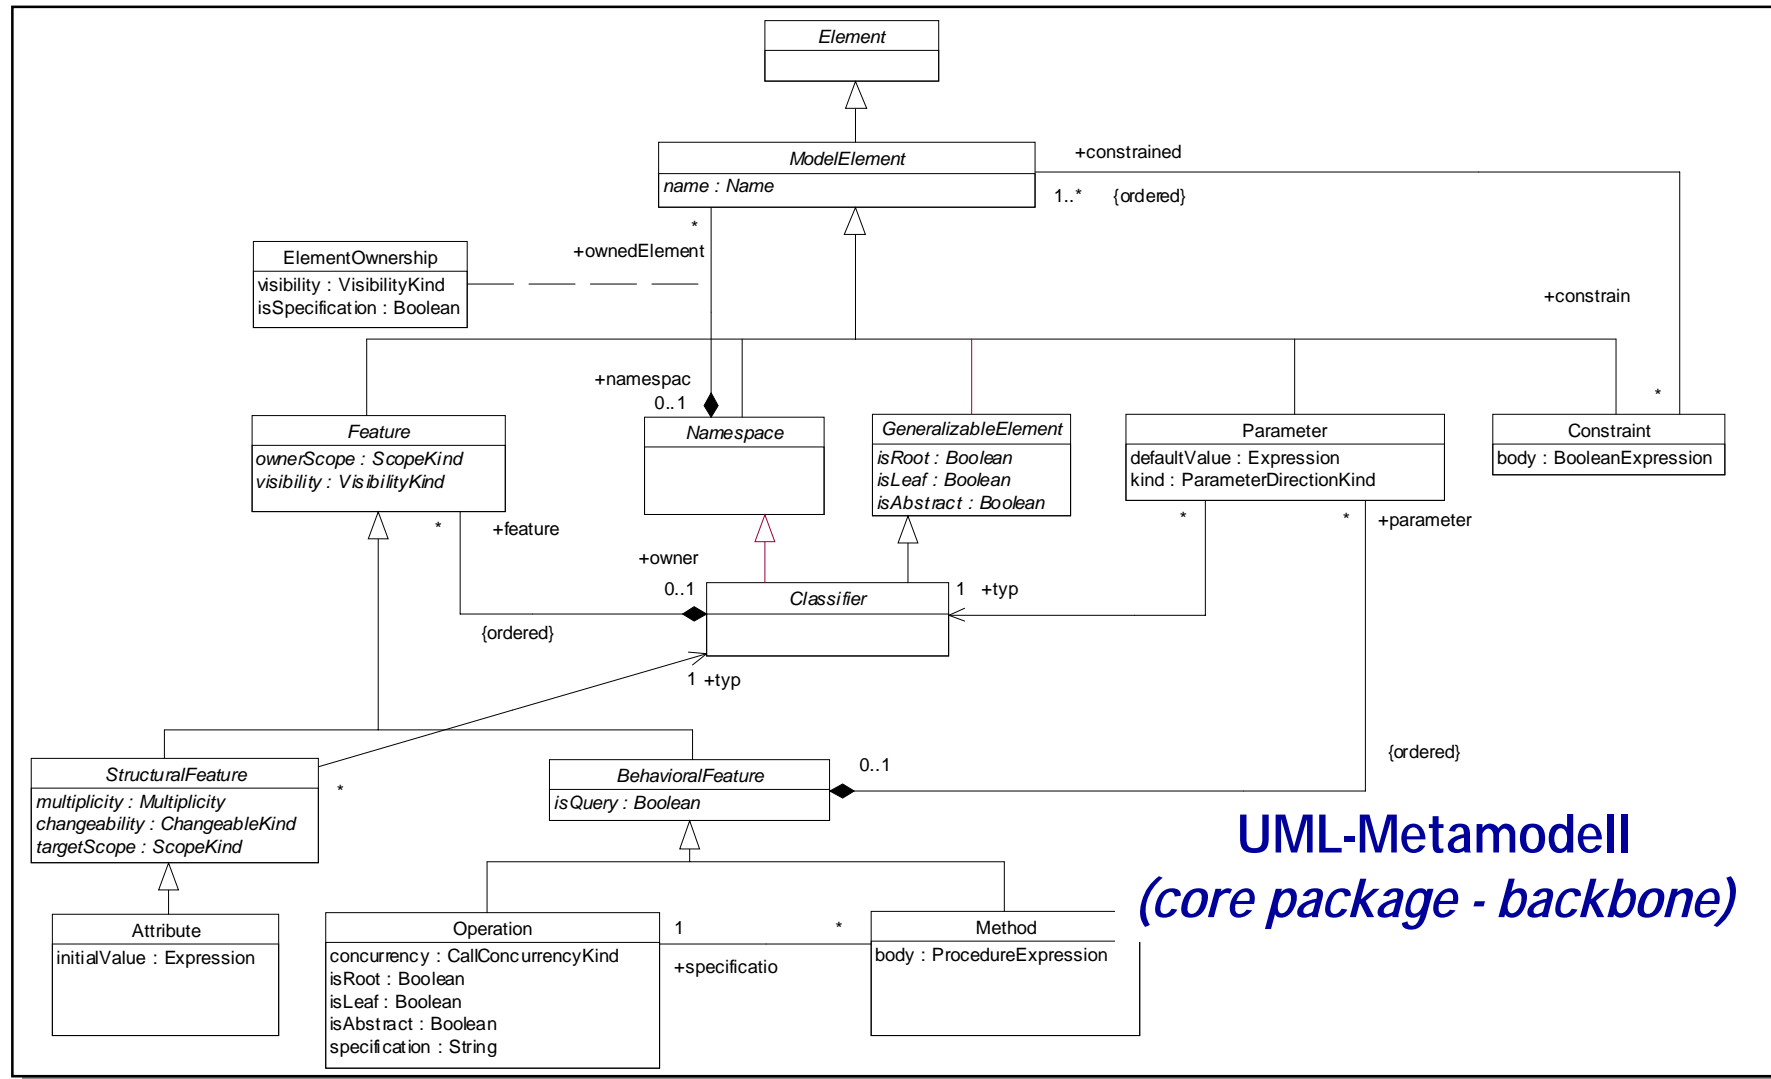 Element
ModelElement
name : Name
+constrained
1..*
{ordered}
*
+ownedElement
ElementOwnership
visibility : VisibilityKind
isSpecification : Boolean
+constrain
*
+namespac
0..1
Feature
ownerScope : ScopeKind
visibility : VisibilityKind
Namespace
GeneralizableElement
isRoot : Boolean
isLeaf : Boolean
isAbstract : Boolean
Parameter
defaultValue : Expression
kind : ParameterDirectionKind
Constraint
body : BooleanExpression
*
+feature
*
*
+parameter
+owner
0..1
Classifier
1
+typ
{ordered}
1
+typ
StructuralFeature
multiplicity : Multiplicity
changeability : ChangeableKind
targetScope : ScopeKind
*
BehavioralFeature
isQuery : Boolean
0..1
{ordered}
UML-Metamodell
(core package - backbone)
Attribute
initialValue : Expression
Operation
concurrency : CallConcurrencyKind
isRoot : Boolean
isLeaf : Boolean
isAbstract : Boolean
specification : String
1
*
+specificatio
Method
body : ProcedureExpression